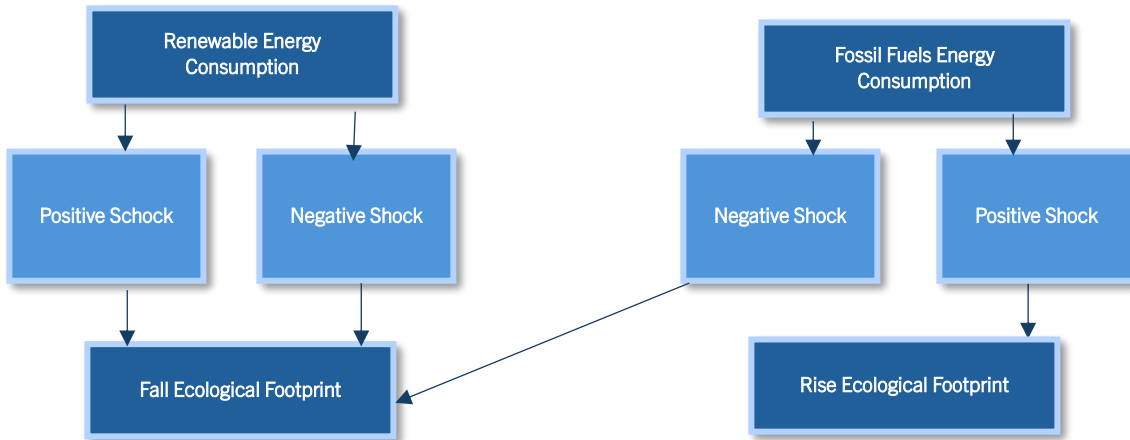 Renewable Energy
Consumption
Fossil Fuels Energy
Consumption
Positive Schock
Negative Shock
Negative Shock
Positive Shock
Fall Ecological Footprint
Rise Ecological Footprint